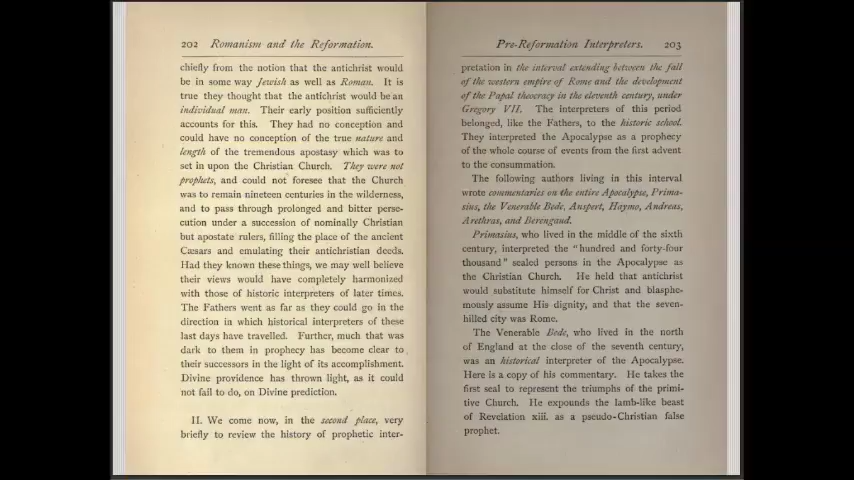 202 Romanism and the Reformation.
chiefly from the notion that the antichrist would
be in some way Jewish as well as Roman. It is
true they thought that the antichrist would be an
individual man. Their early position sufficiently
accounts for this. They had no conception and
could have no conception of the true nature and
length of the tremendous apostasy which was to
set in upon the Christian Church. They were not
prophets, and could not foresee that the Church
was to remain nineteen centuries in the wilderness,
and to pass through prolonged and bitter perse-
cution under a succession of nominally Christian
but apostate rulers, filling the place of the ancient
Cæsars and emulating their antichristian deeds.
Had they known these things, we may well believe
their views would have completely harmonized
with those of historic interpreters of later times.
The Fathers went as far as they could go in the
direction in which historical interpreters of these
last days have travelled. Further, much that was
dark to them in prophecy has become clear to
their successors in the light of its accomplishment.
Divine providence has thrown light, as it could
not fail to do, on Divine prediction.
II. We come now, in the second place, very
briefly to review the history of prophetic inter-
Pre-Reformation Interpreters. 203
pretation in the interval extending between the fall
of the western empire of Rome and the development
of the Papal theocracy in the eleventh century, under
Gregory VII. The interpreters of this period
belonged, like the Fathers, to the historic school.
They interpreted the Apocalypse as a prophecy
of the whole course of events from the first advent
to the consummation.
The following authors living in this interval
wrote commentaries on the entire Apocalypse, Prima-
sius, the Venerable Bede, Anspert, Haymo, Andreas,
Arethras, and Berengaud.
Primasius, who lived in the middle of the sixth
century, interpreted the "hundred and forty-four
thousand" sealed persons in the Apocalypse as
the Christian Church. He held that antichrist
would substitute himself for Christ and blasphe-
mously assume His dignity, and that the seven-
hilled city was Rome.
The Venerable Bede, who lived in the north
of England at the close of the seventh century,
was an historical interpreter of the Apocalypse.
Here is a copy of his commentary. He takes the
first seal to represent the triumphs of the primi-
tive Church. He expounds the lamb-like beast
of Revelation xiii. as a pseudo-Christian false
prophet.